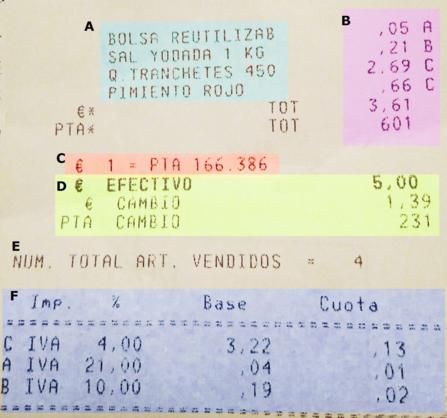 A B
BOLSA REUTILIZAB ,05 A
SAL YODADA 1 KG ,21 B
Q.TRANCHETES 450 2.69 C
PIMIENTO ROJO ,66 C
€* TOT 3,61
PTA* TOT 601
C € 1 = PTA 166.386
D € EFECTIVO 5,00
€ CAMBIO 1,39
PTA CAMBIO 231
E
NUM. TOTAL ART. VENDIDOS = 4
F Imp. % Base Cuota
C IVA 4,00 3,22 ,13
A IVA 21,00 ,04 ,01
B IVA 10,00 ,19 ,02